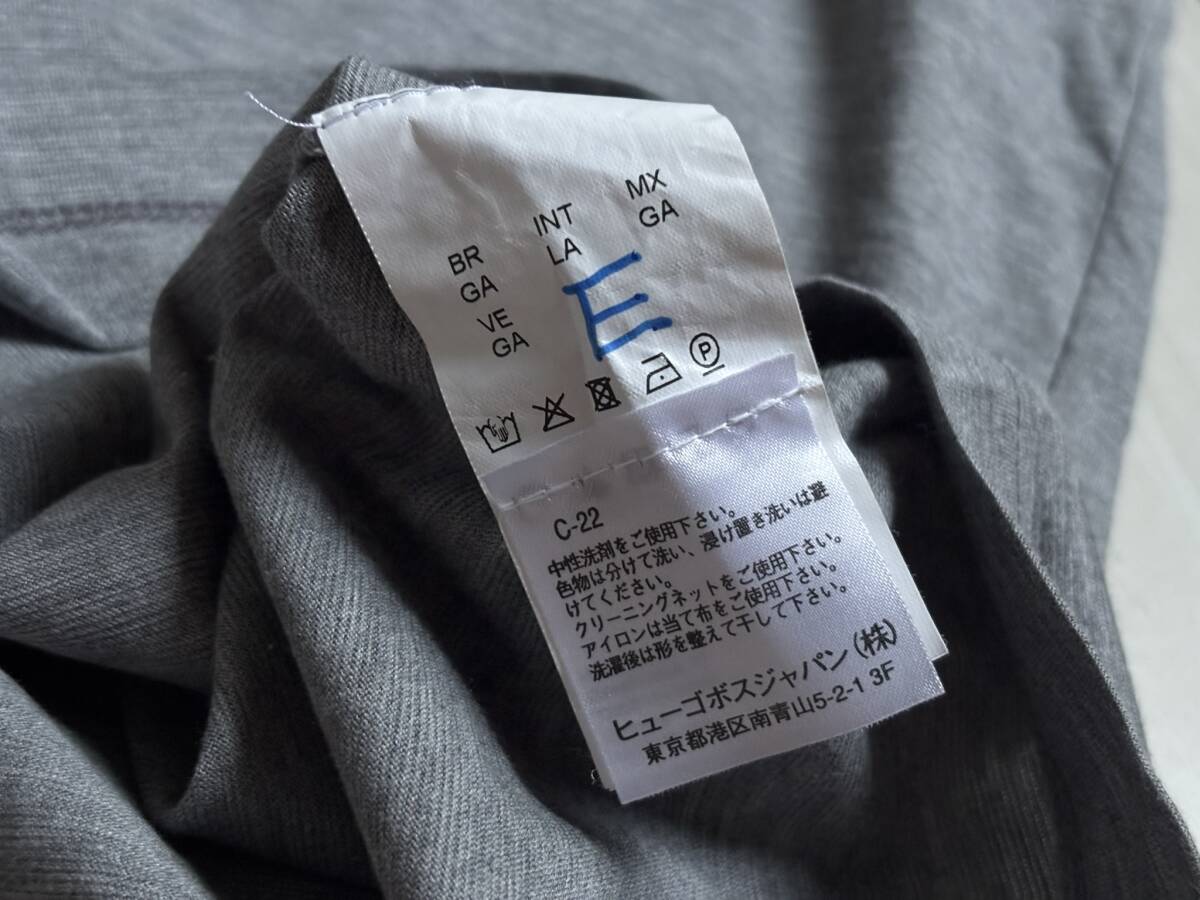 BR INT MX
GA LA GA
VE
GA
E
P
C-22
中性洗剤をご使用下さい。
色物は分けて洗い、浸け置き洗いは避
けてください。
クリーニングネットをご使用下さい。
アイロンは当て布をご使用下さい。
洗濯後は形を整えて干して下さい。
ヒューゴボスジャパン(株)
東京都港区南青山5-2-1 3F